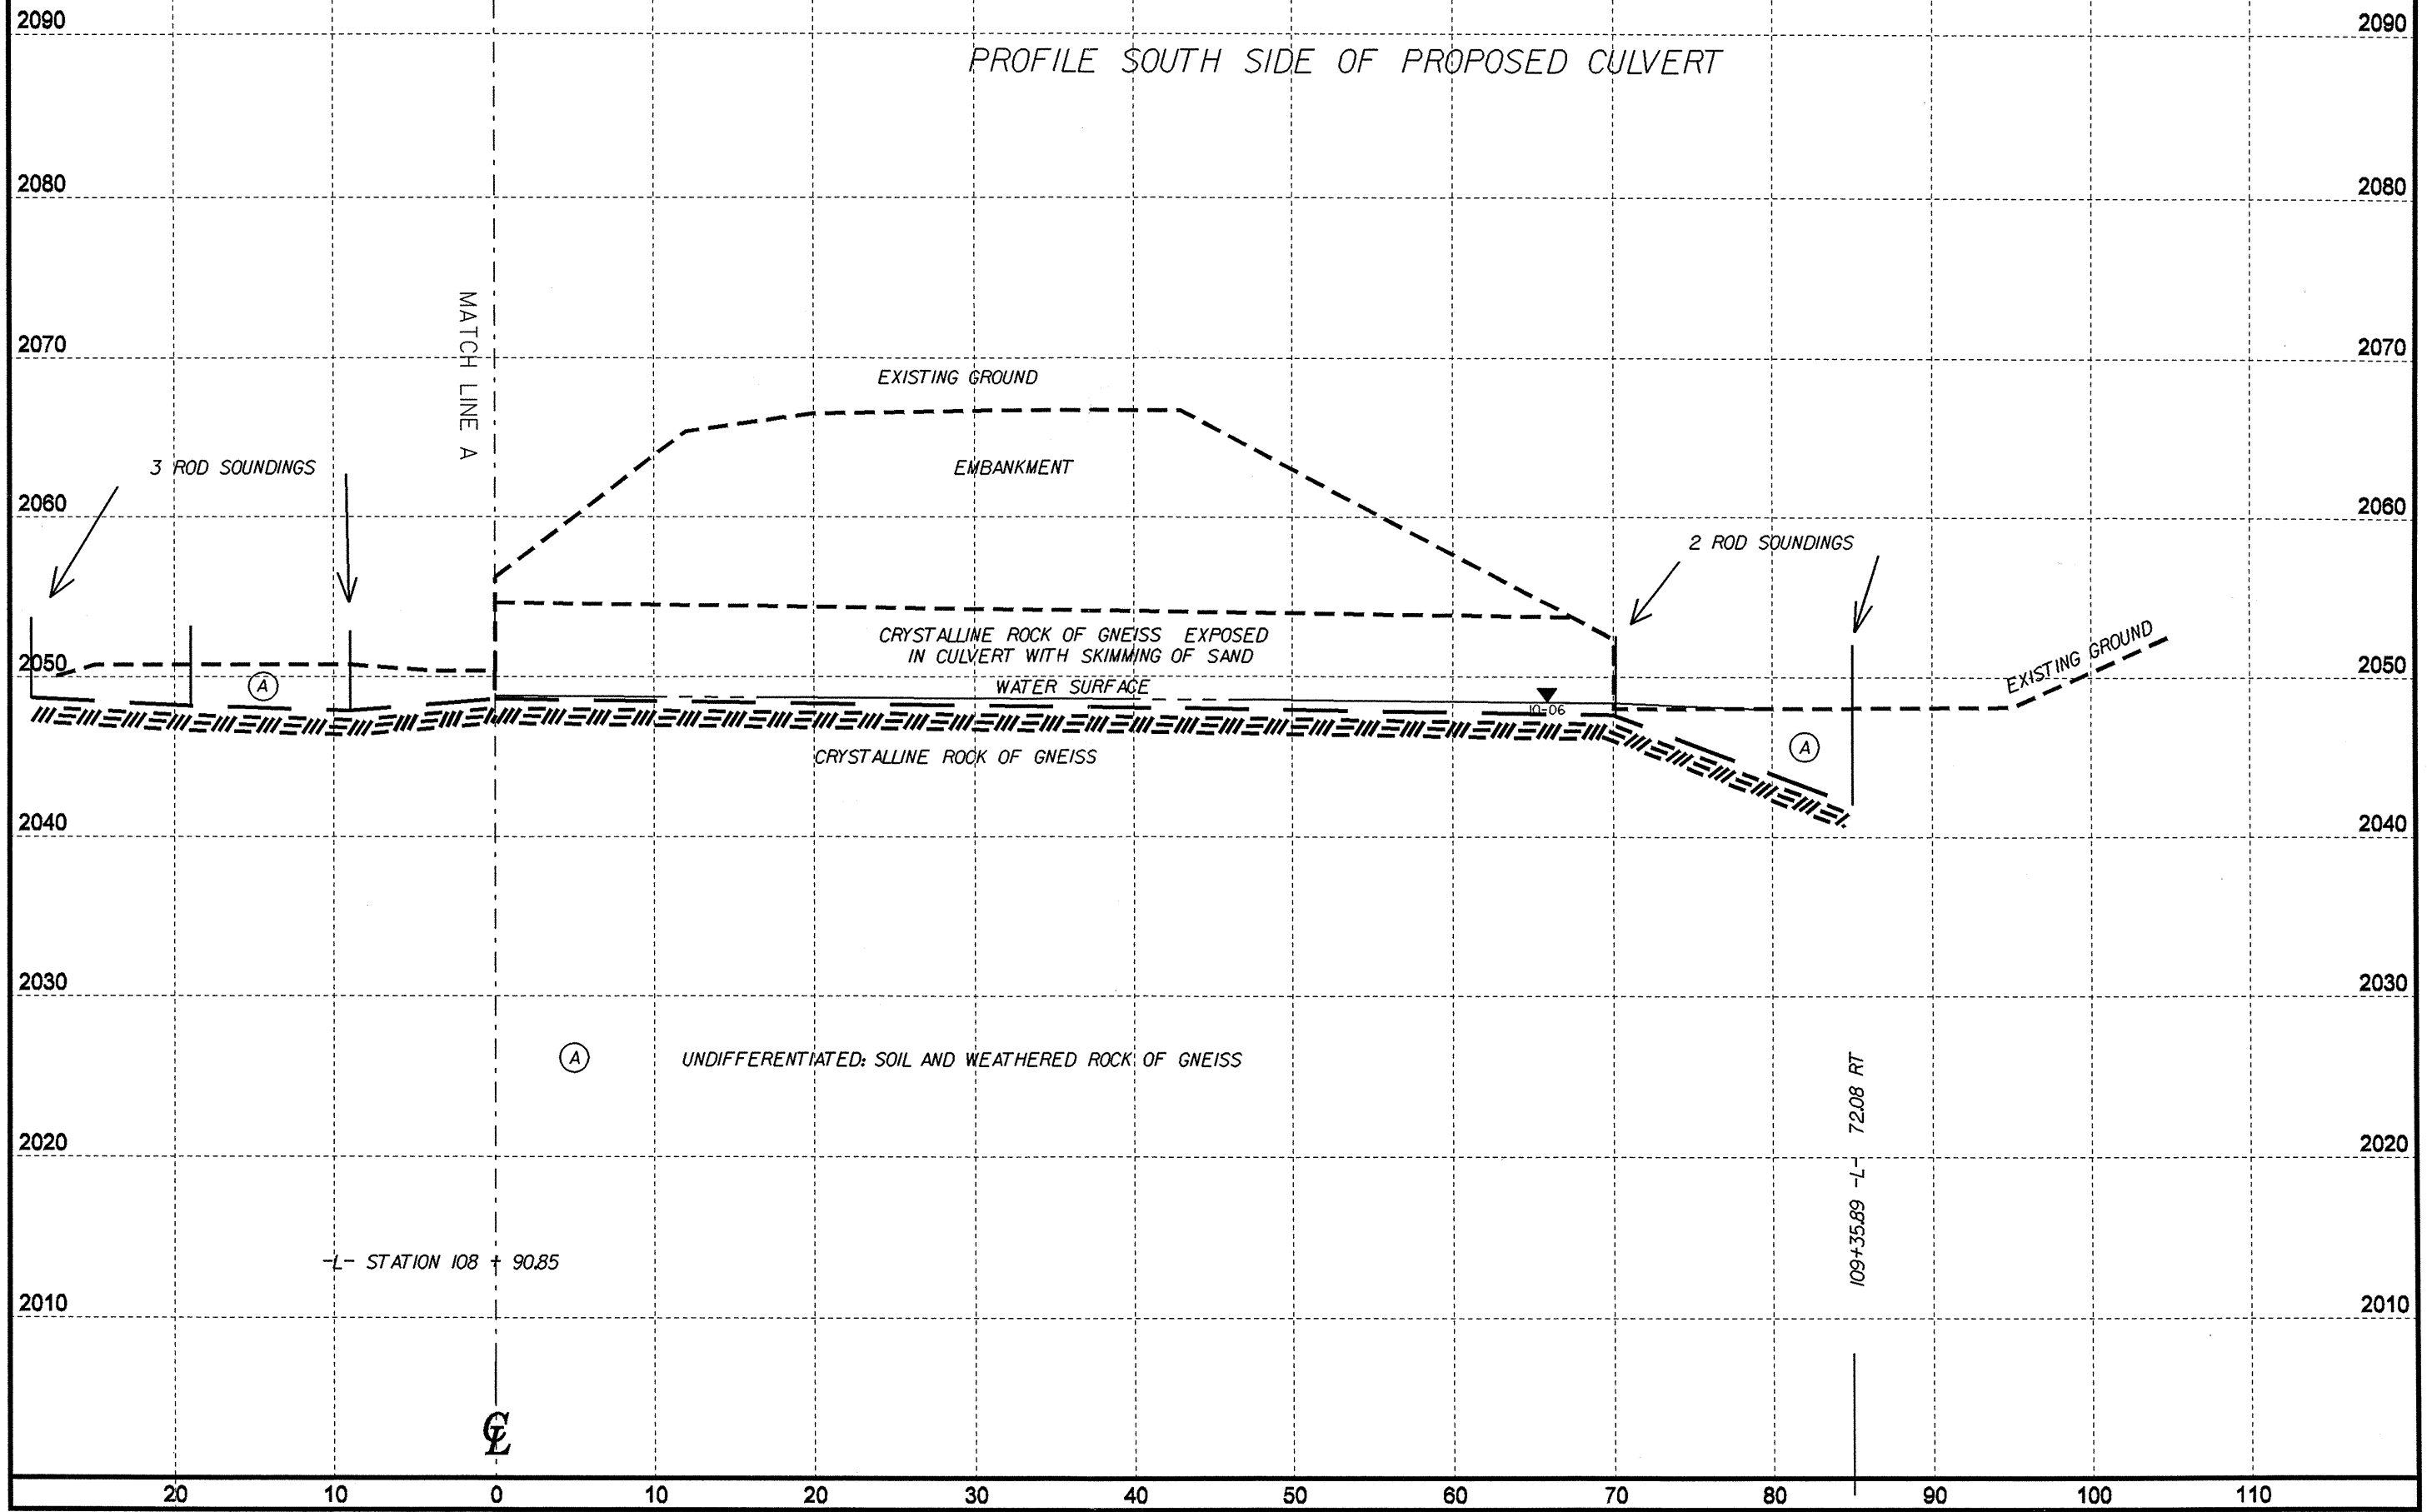 2090 2090
PROFILE SOUTH SIDE OF PROPOSED CULVERT
2080 2080
MATCH LINE A
2070 2070
EXISTING GROUND
3 ROD SOUNDINGS
EMBANKMENT
2060 2060
2 ROD SOUNDINGS
CRYSTALLINE ROCK OF GNEISS EXPOSED
IN CULVERT WITH SKIMMING OF SAND
EXISTING GROUND
2050 2050
A
WATER SURFACE
10-06
A
CRYSTALLINE ROCK OF GNEISS
2040 2040
2030 2030
A UNDIFFERENTIATED: SOIL AND WEATHERED ROCK OF GNEISS
109+35.89 -L- 72.08 RT
2020 2020
-L- STATION 108 + 90.85
2010 2010
CL
20 10 0 10 20 30 40 50 60 70 80 90 100 110